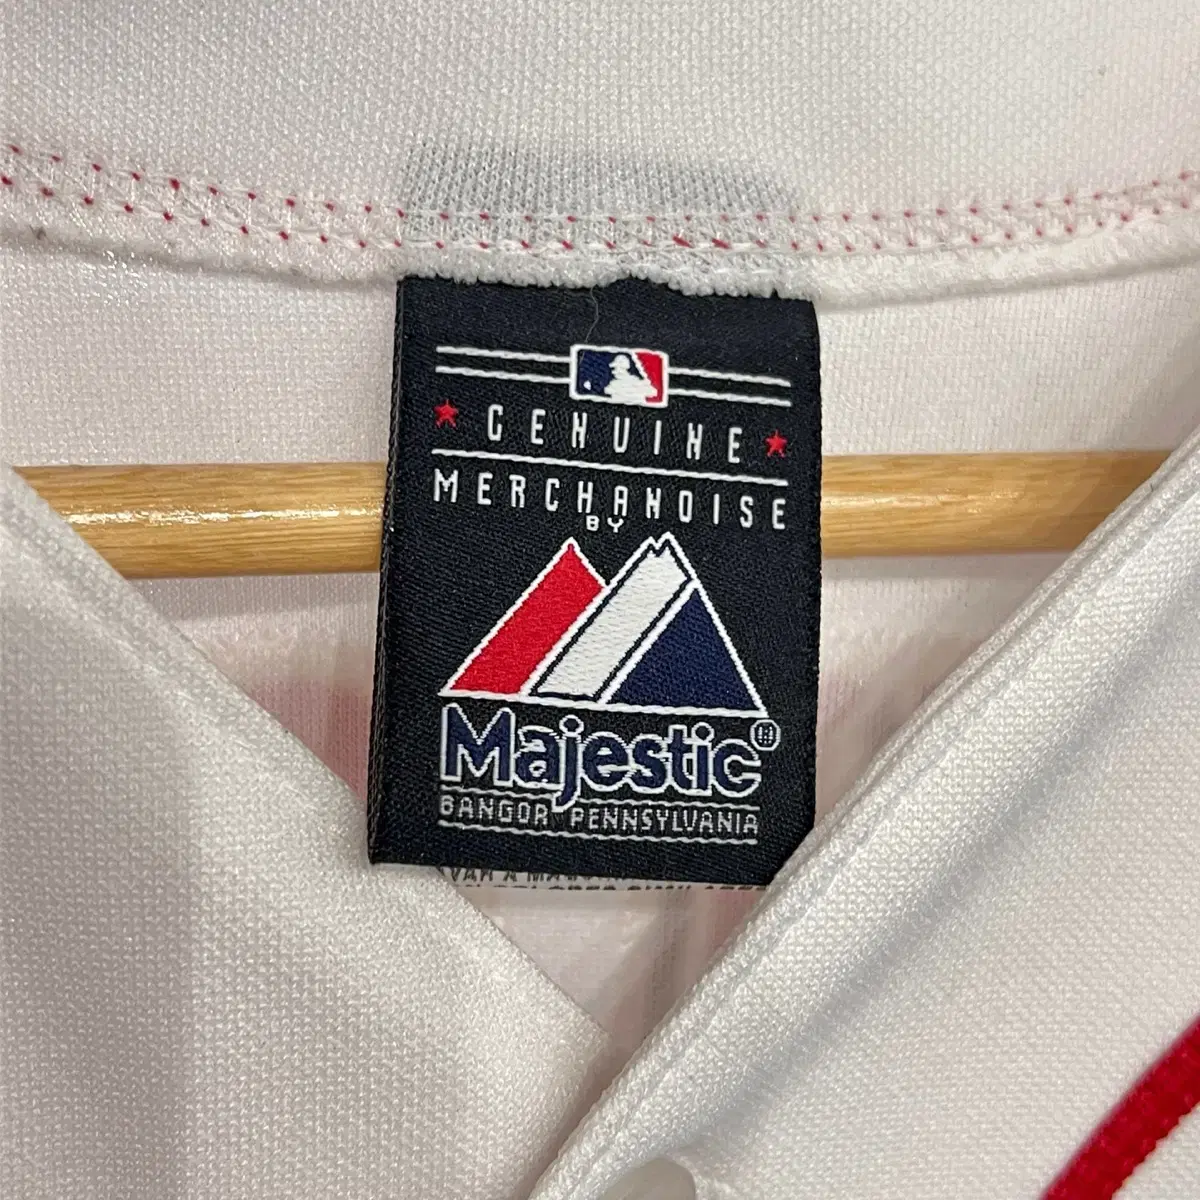 GENUINE
MERCHANDISE
BY
Majestic®
BANGOR PENNSYLVANIA